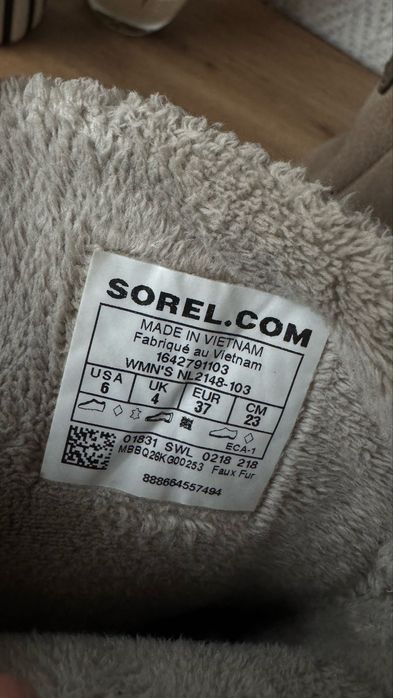 SOREL.COM
MADE IN VIETNAM
Fabriqué au Vietnam
1642791103
WMN'S NL2148-103
USA UK EUR CM
6 4 37 23
ECA-1
01831 SWL 0218 218
MBBQ26KG00253 Faux Fur
888664557494